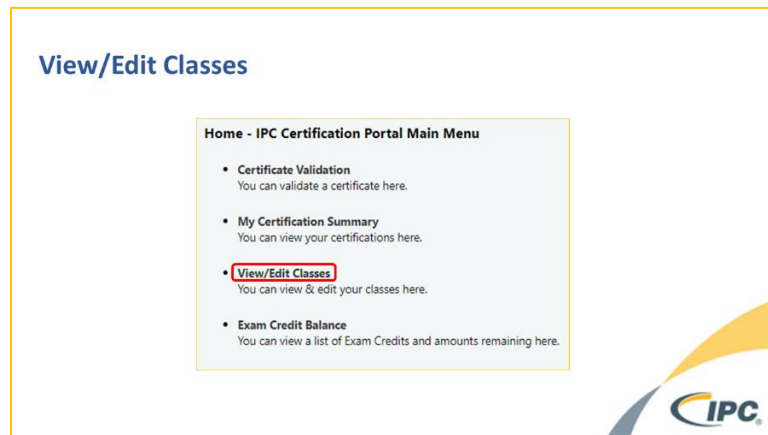 View/Edit Classes
Home - IPC Certification Portal Main Menu
• Certificate Validation
You can validate a certificate here.
• My Certification Summary
You can view your certifications here.
• View/Edit Classes
You can view & edit your classes here.
• Exam Credit Balance
You can view a list of Exam Credits and amounts remaining here.
IPC®